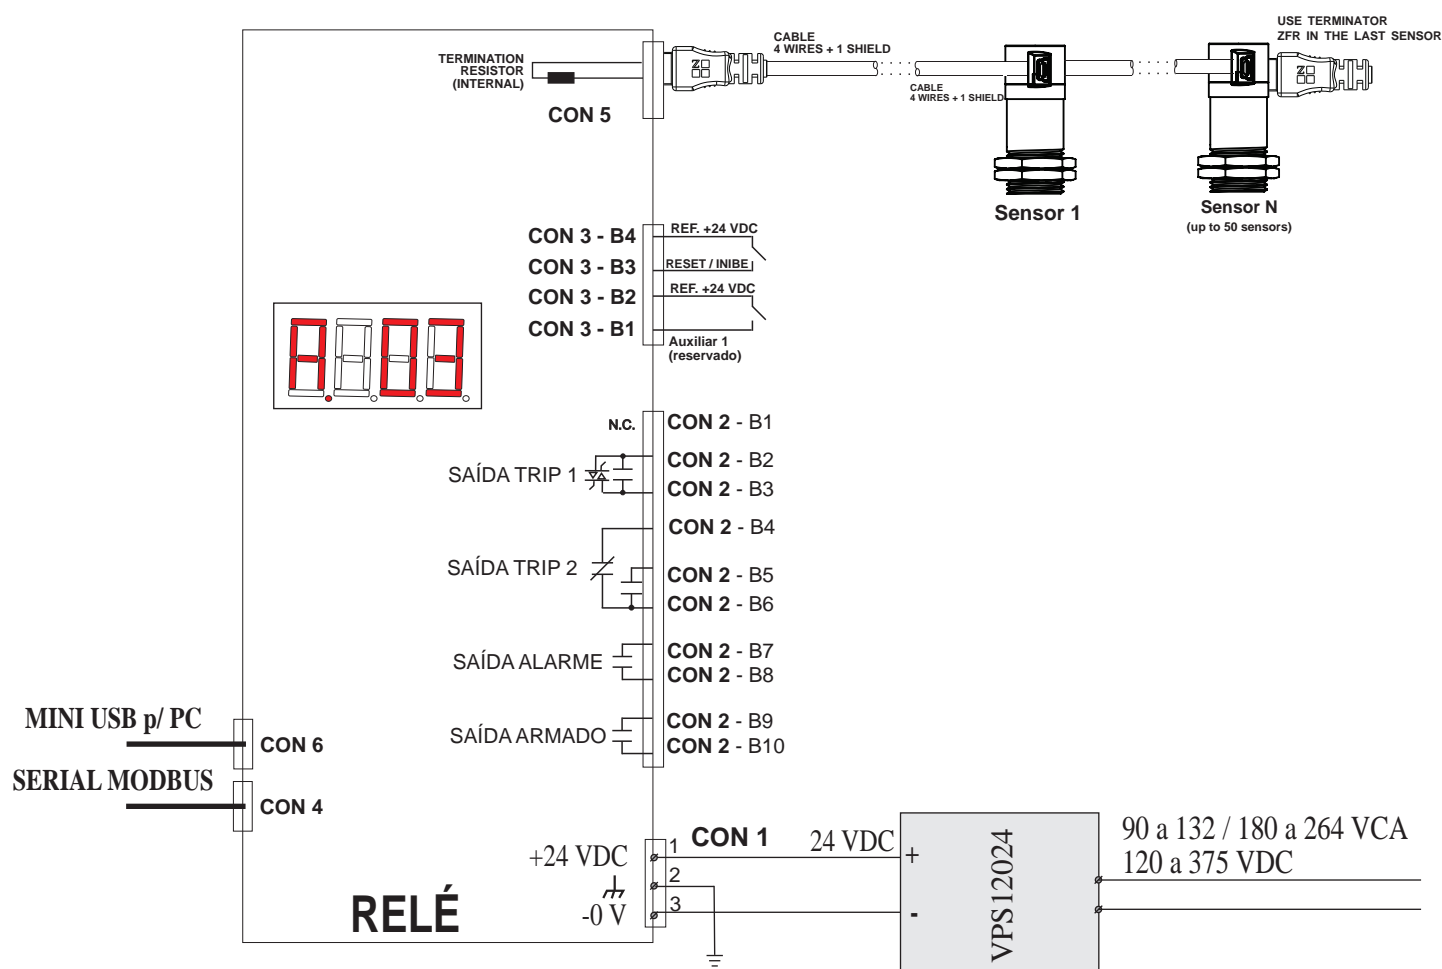 USE TERMINATOR
ZFR IN THE LAST SENSOR
CABLE
4 WIRES + 1 SHIELD
TERMINATION
RESISTOR
(INTERNAL)
CON 5
CABLE
4 WIRES + 1 SHIELD
Sensor 1
Sensor N
(up to 50 sensors)
CON 3 - B4
REF. +24 VDC
CON 3 - B3
RESET / INIBE
CON 3 - B2
REF. +24 VDC
CON 3 - B1
Auxiliar 1
(reservado)
N.C.
CON 2 - B1
SAÍDA TRIP 1
CON 2 - B2
CON 2 - B3
CON 2 - B4
SAÍDA TRIP 2
CON 2 - B5
CON 2 - B6
SAÍDA ALARME
CON 2 - B7
CON 2 - B8
SAÍDA ARMADO
CON 2 - B9
CON 2 - B10
MINI USB p/ PC
CON 6
SERIAL MODBUS
CON 4
CON 1
+24 VDC
1
2
-0 V
3
24 VDC
+
-
VPS12024
90 a 132 / 180 a 264 VCA
120 a 375 VDC
RELÉ